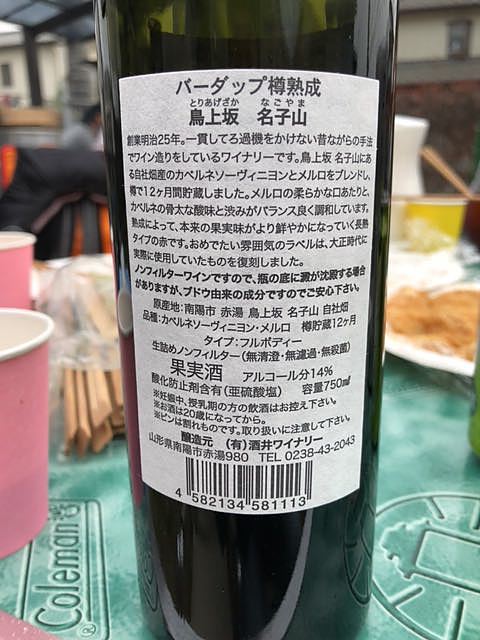 バーダップ樽熟成
とりあげざか なごやま
鳥上坂 名子山
創業明治25年。一貫してろ過機をかけない昔ながらの手法
でワイン造りをしているワイナリーです。鳥上坂 名子山にあ
る自社畑産のカベルネソーヴィニヨンとメルロをブレンドし、
樽で12ヶ月間貯蔵しました。メルロの柔らかな口あたりと、
カベルネの骨太な酸味と渋みがバランス良く調和しています。
熟成によって、本来の果実味がより鮮やかになっていく長熟
タイプの赤です。おめでたい雰囲気のラベルは、大正時代に
実際に使用していたものを復刻しました。
ノンフィルターワインですので、瓶の底に澱が沈殿する場合
がありますが、ブドウ由来の成分ですのでご安心下さい。
原産地:南陽市 赤湯 鳥上坂 名子山 自社畑
品種:カベルネソーヴィニヨン・メルロ 樽貯蔵12ヶ月
タイプ:フルボディー
生詰めノンフィルター(無清澄・無濾過・無殺菌)
果実酒 アルコール分14%
酸化防止剤含有(亜硫酸塩) 容量750㎖
※妊娠中、授乳期の方の飲酒はお控え下さい。
※お酒は20歳になってから。
※ビンは割れものです。取り扱いに注意して下さい。
醸造元 (有)酒井ワイナリー
山形県南陽市赤湯980 TEL 0238-43-2043
4 582134 581113
Coleman®